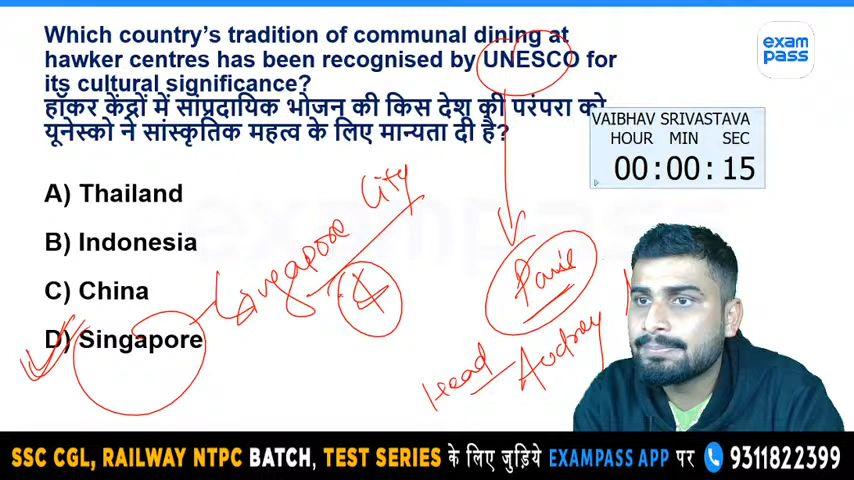 Which country's tradition of communal dining at
hawker centres has been recognised by UNESCO for
its cultural significance?
हॉकर केंद्रों में सांप्रदायिक भोजन की किस देश की परंपरा को
यूनेस्को ने सांस्कृतिक महत्व के लिए मान्यता दी है?
exam
pass
VAIBHAV SRIVASTAVA
HOUR MIN SEC
00:00:15
A) Thailand
B) Indonesia
C) China
D) Singapore
Singapore City
Paris
Head Audrey
exampass
SSC CGL, RAILWAY NTPC BATCH, TEST SERIES के लिए जुड़िये EXAMPASS APP पर 9311822399